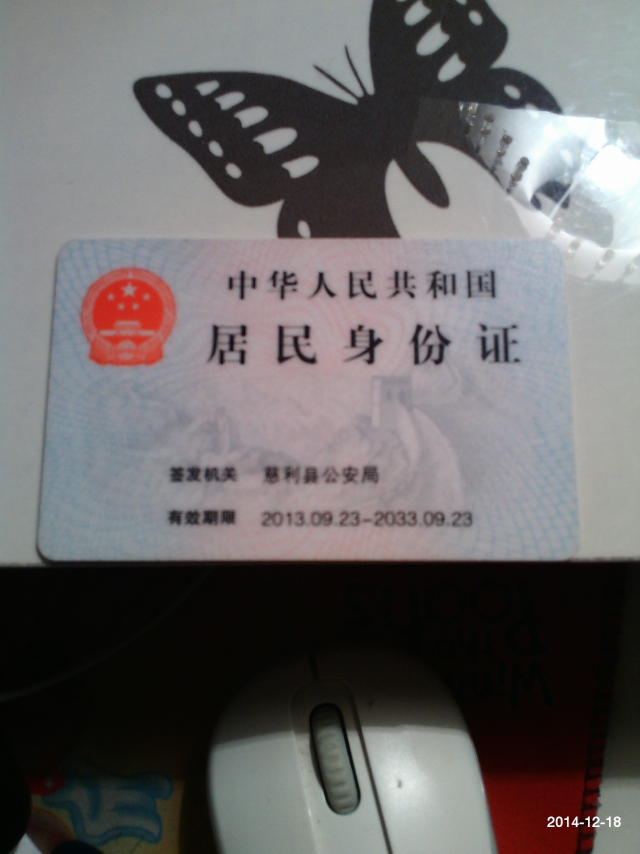 中华人民共和国
居民身份证
签发机关 慈利县公安局
有效期限 2013.09.23-2033.09.23
2014-12-18